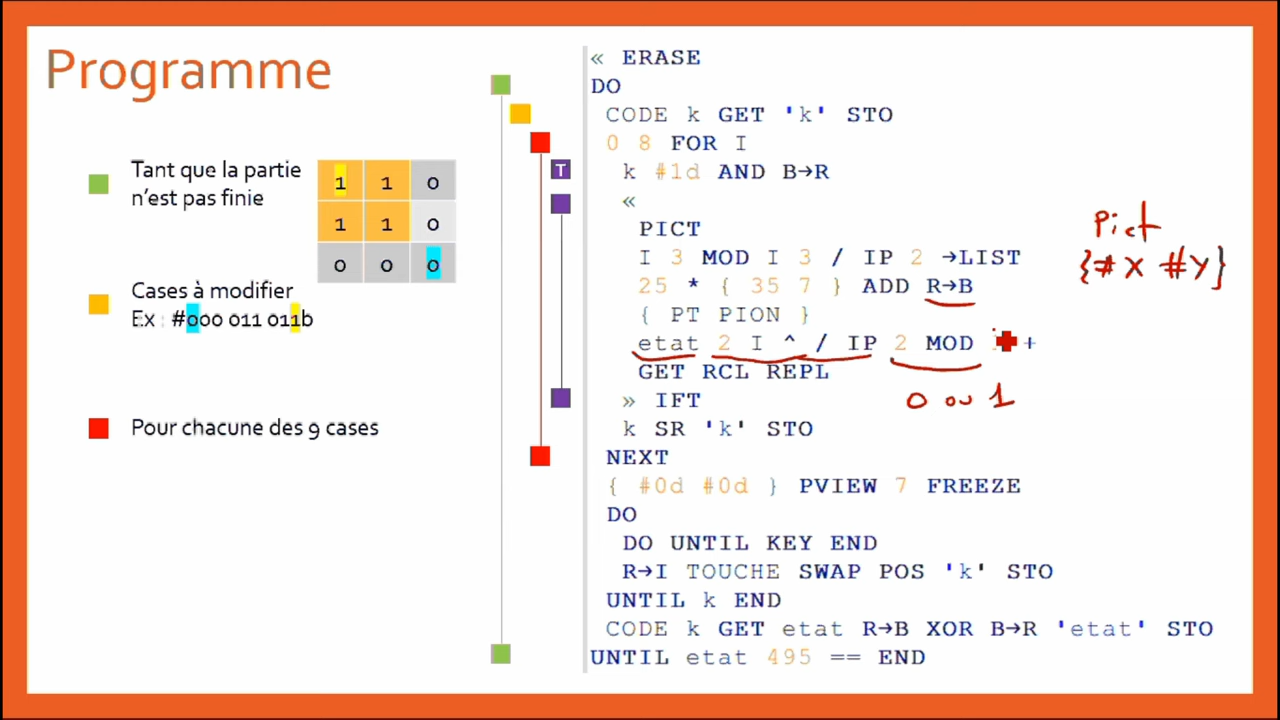 Programme
Tant que la partie
n'est pas finie
1 1 0
1 1 0
0 0 0
Cases à modifier
Ex : #000 011 011b
Pour chacune des 9 cases
T
« ERASE
DO
CODE k GET 'k' STO
0 8 FOR I
k #1d AND B→R
«
PICT
I 3 MOD I 3 / IP 2 →LIST
25 * { 35 7 } ADD R→B
{ PT PION }
etat 2 I ^ / IP 2 MOD +
GET RCL REPL
» IFT
k SR 'k' STO
NEXT
{ #0d #0d } PVIEW 7 FREEZE
DO
DO UNTIL KEY END
R→I TOUCHE SWAP POS 'k' STO
UNTIL k END
CODE k GET etat R→B XOR B→R 'etat' STO
UNTIL etat 495 == END
Pict
{#X #Y}
0 ou 1